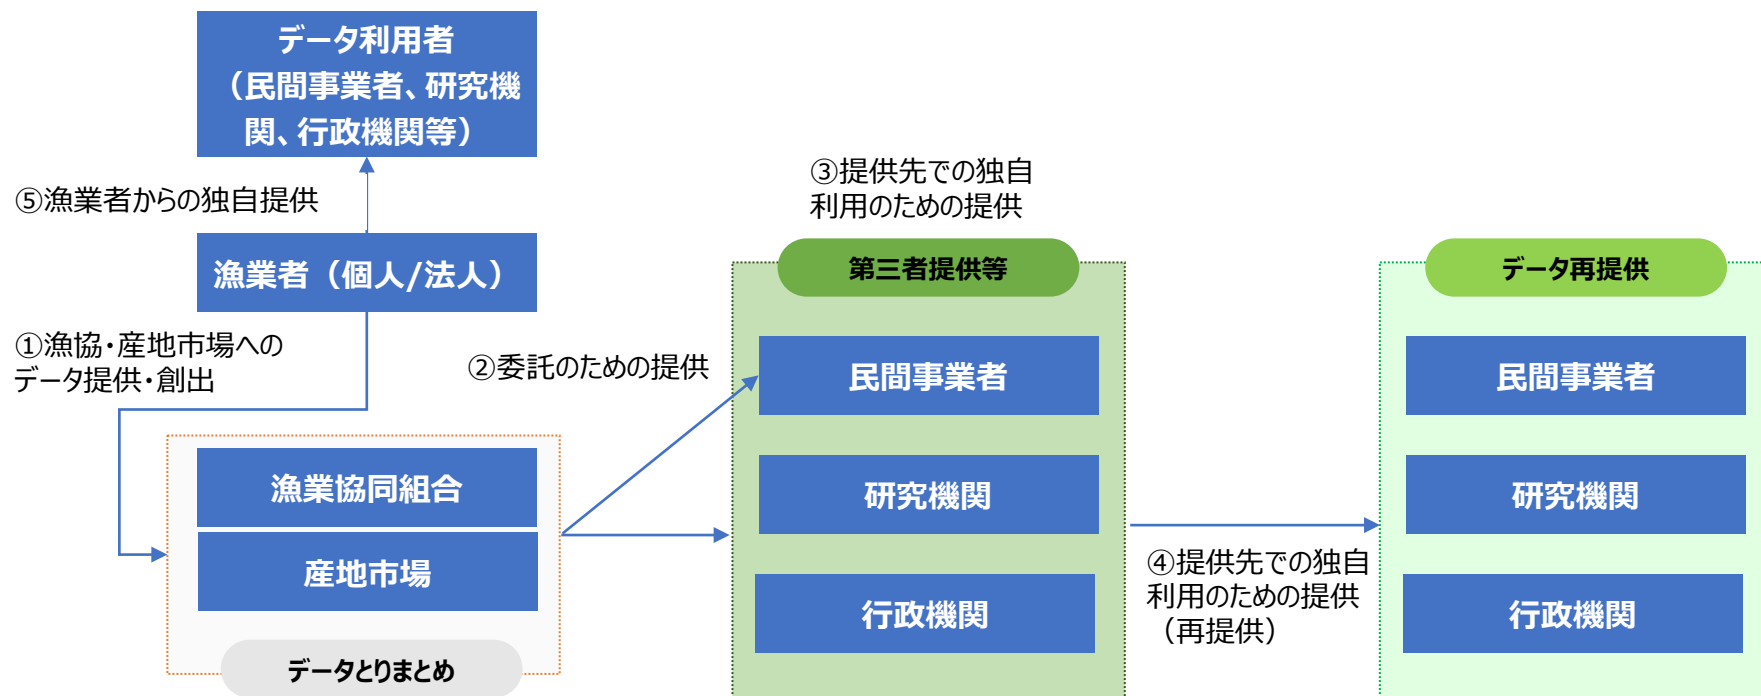 データ利用者
（民間事業者、研究機
関、行政機関等）
⑤漁業者からの独自提供
漁業者（個人/法人）
①漁協・産地市場への
データ提供・創出
漁業協同組合
産地市場
データとりまとめ
②委託のための提供
③提供先での独自
利用のための提供
第三者提供等
民間事業者
研究機関
行政機関
④提供先での独自
利用のための提供
（再提供）
データ再提供
民間事業者
研究機関
行政機関